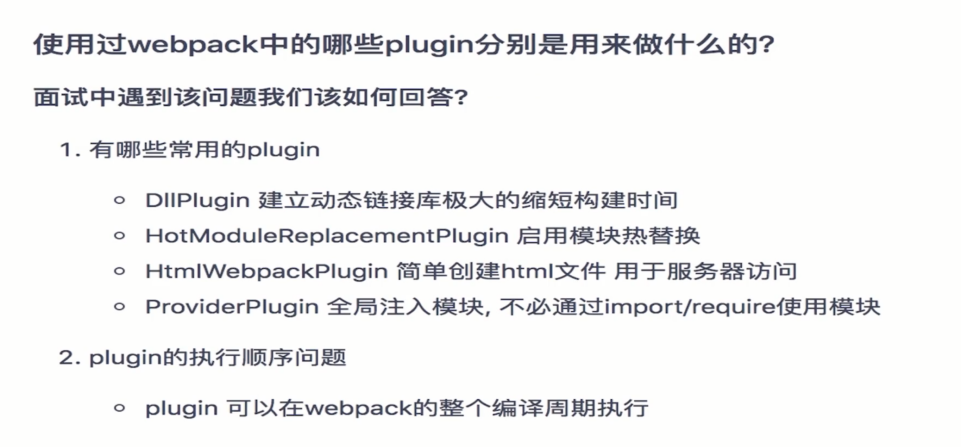 使用过webpack中的哪些plugin分别是用来做什么的?
面试中遇到该问题我们该如何回答?
1. 有哪些常用的plugin
DllPlugin 建立动态链接库极大的缩短构建时间
HotModuleReplacementPlugin 启用模块热替换
HtmlWebpackPlugin 简单创建html文件 用于服务器访问
ProviderPlugin 全局注入模块, 不必通过import/require使用模块
2. plugin的执行顺序问题
plugin 可以在webpack的整个编译周期执行